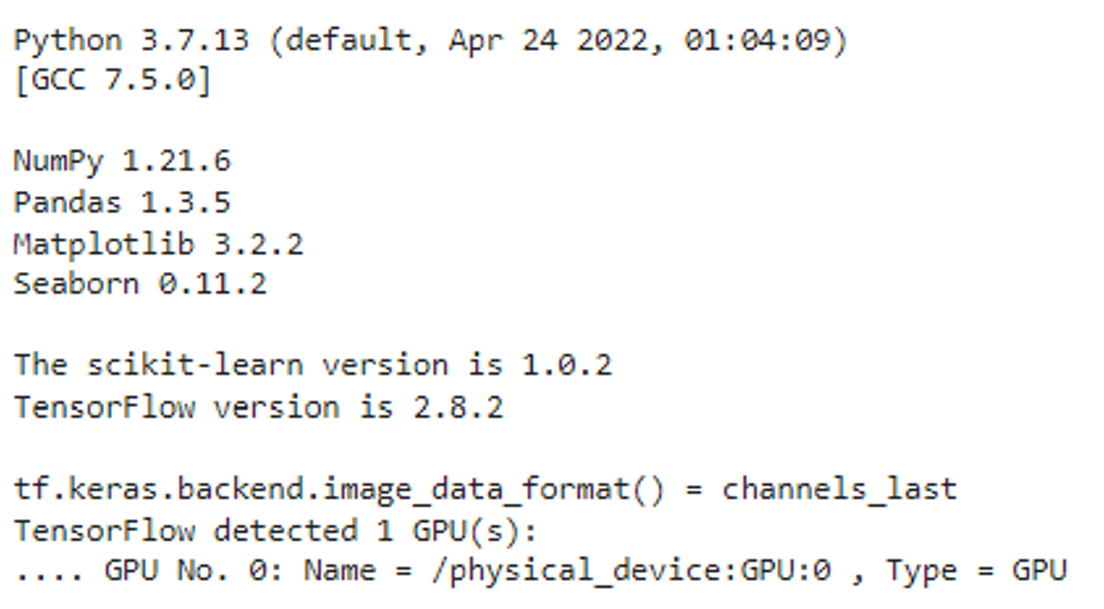 Python 3.7.13 (default, Apr 24 2022, 01:04:09)
[GCC 7.5.0]
NumPy 1.21.6
Pandas 1.3.5
Matplotlib 3.2.2
Seaborn 0.11.2
The scikit-learn version is 1.0.2
TensorFlow version is 2.8.2
tf.keras.backend.image_data_format() = channels_last
TensorFlow detected 1 GPU(s):
.... GPU No. 0: Name = /physical_device:GPU:0 , Type = GPU